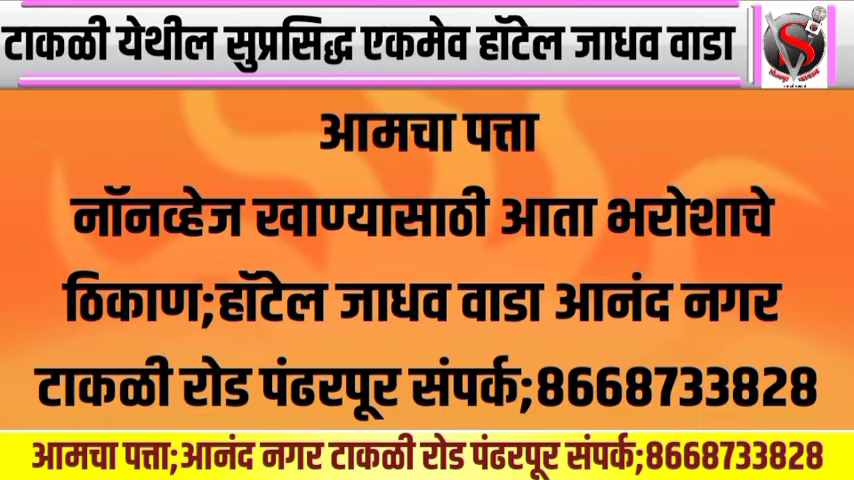 टाकळी येथील सुप्रसिद्ध एकमेव हॉटेल जाधव वाडा
आमचा पत्ता
नॉनव्हेज खाण्यासाठी आता भरोशाचे
ठिकाण;हॉटेल जाधव वाडा आनंद नगर
टाकळी रोड पंढरपूर संपर्क;8668733828
आमचा पत्ता;आनंद नगर टाकळी रोड पंढरपूर संपर्क;8668733828